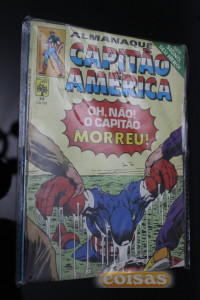 ALMANAQUE
CAPITÃO
AMÉRICA
OH, NÃO!
O CAPITÃO
MORREU!
coisas